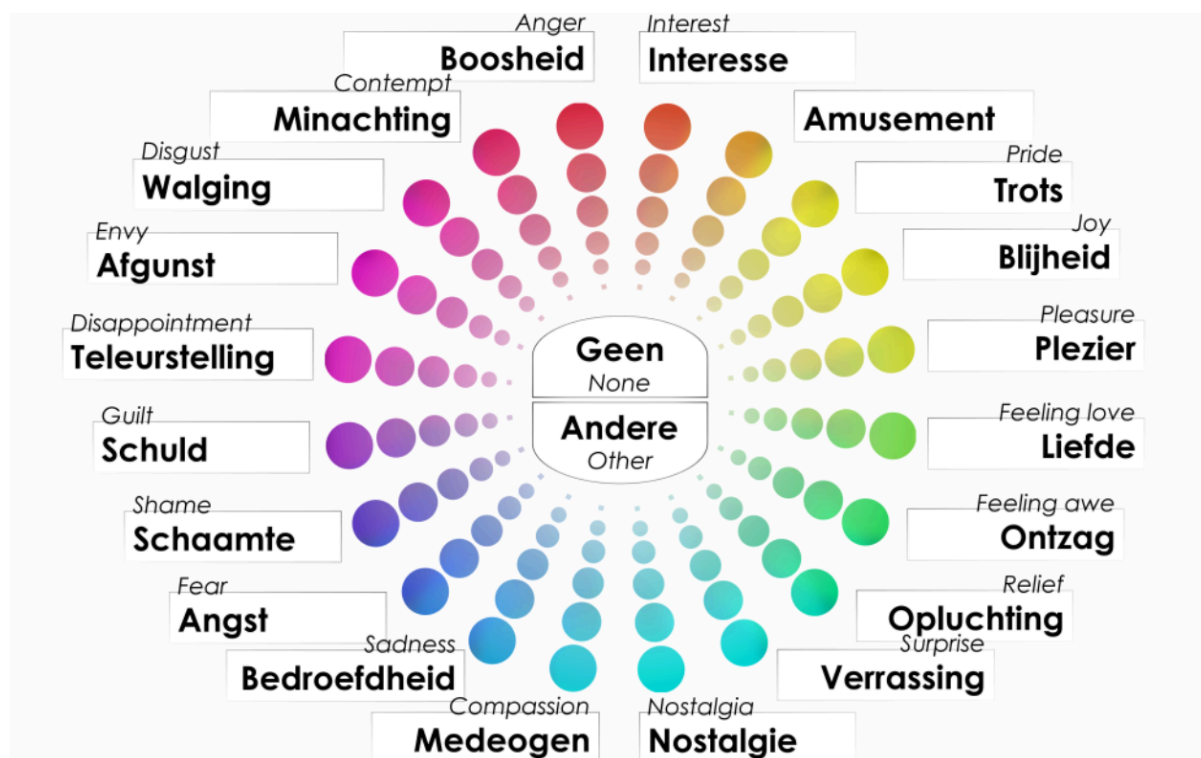 Anger
Boosheid
Interest
Interesse
Contempt
Minachting
Amusement
Disgust
Walging
Pride
Trots
Envy
Afgunst
Joy
Blijheid
Disappointment
Teleurstelling
Pleasure
Plezier
Geen
None
Andere
Other
Guilt
Schuld
Feeling love
Liefde
Shame
Schaamte
Feeling awe
Ontzag
Fear
Angst
Relief
Opluchting
Sadness
Bedroefdheid
Surprise
Verrassing
Compassion
Medeogen
Nostalgia
Nostalgie